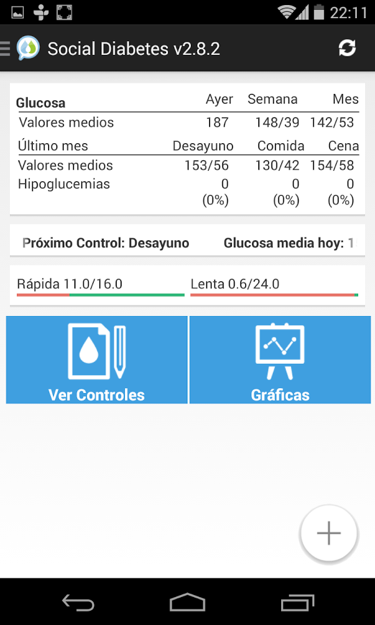 22:11
Social Diabetes v2.8.2
Glucosa Ayer Semana Mes
Valores medios 187 148/39 142/53
Último mes Desayuno Comida Cena
Valores medios 153/56 130/42 154/58
Hipoglucemias 0 0 0
(0%) (0%) (0%)
Próximo Control: Desayuno Glucosa media hoy: 1
Rápida 11.0/16.0 Lenta 0.6/24.0
Ver Controles Gráficas